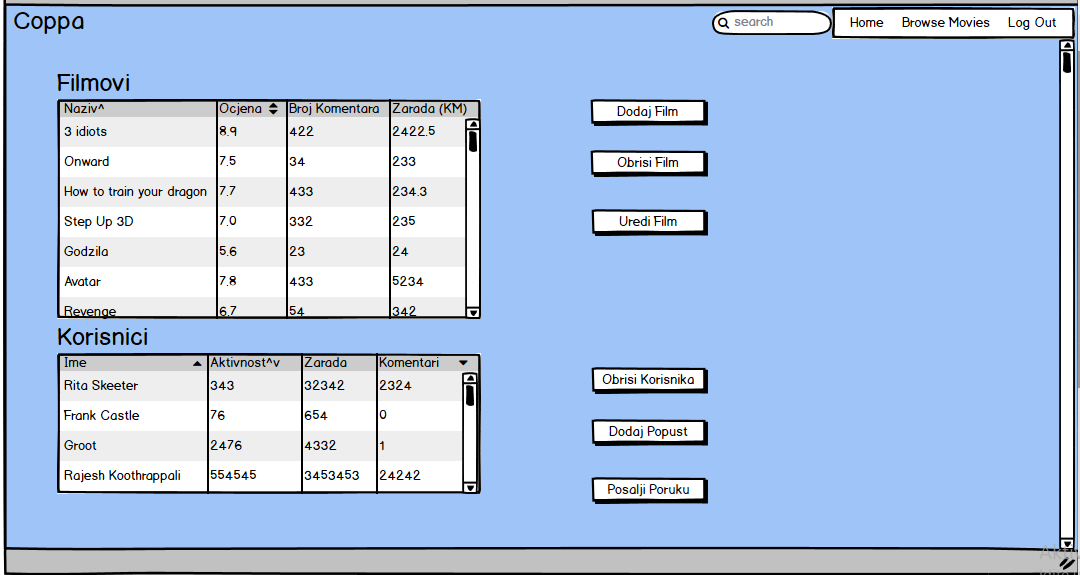 Coppa
search
Home Browse Movies Log Out
Filmovi
Naziv^ Ocjena Broj Komentara Zarada (KM)
3 idiots 8.9 422 2422.5
Onward 7.5 34 233
How to train your dragon 7.7 433 234.3
Step Up 3D 7.0 332 235
Godzila 5.6 23 24
Avatar 7.8 433 5234
Revenge 6.7 54 342
Dodaj Film
Obrisi Film
Uredi Film
Korisnici
Ime Aktivnost^v Zarada Komentari
Rita Skeeter 343 32342 2324
Frank Castle 76 654 0
Groot 2476 4332 1
Rajesh Koothrappali 554545 3453453 24242
Obrisi Korisnika
Dodaj Popust
Posalji Poruku